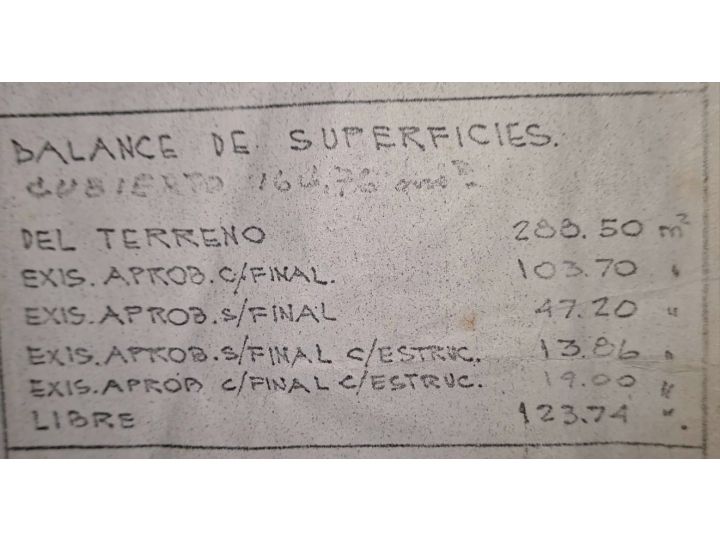 BALANCE DE SUPERFICIES.
CUBIERTO 164.76 m².
DEL TERRENO 288.50 m²
EXIS. APROB. C/FINAL. 103.70 "
EXIS. APROB. S/FINAL 47.20 "
EXIS. APROB. S/FINAL C/ESTRUC. 13.86 "
EXIS. APROB C/FINAL C/ESTRUC. 19.00 "
LIBRE 123.74 ".